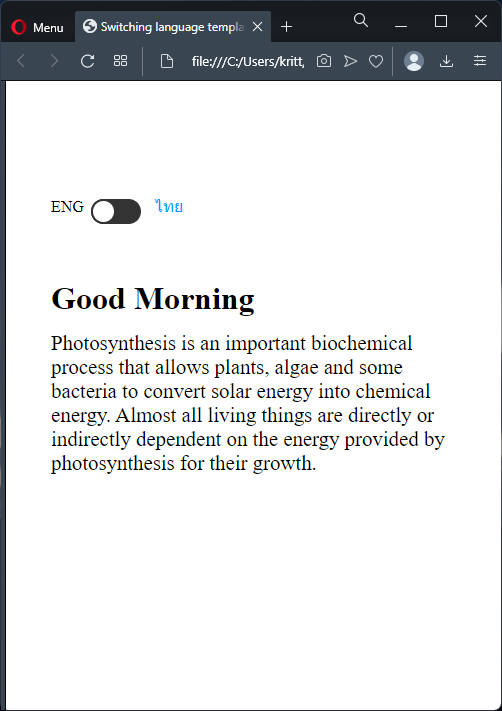 Menu
Switching language templa
file:///C:/Users/kritt,
ENG ไทย
Good Morning
Photosynthesis is an important biochemical
process that allows plants, algae and some
bacteria to convert solar energy into chemical
energy. Almost all living things are directly or
indirectly dependent on the energy provided by
photosynthesis for their growth.